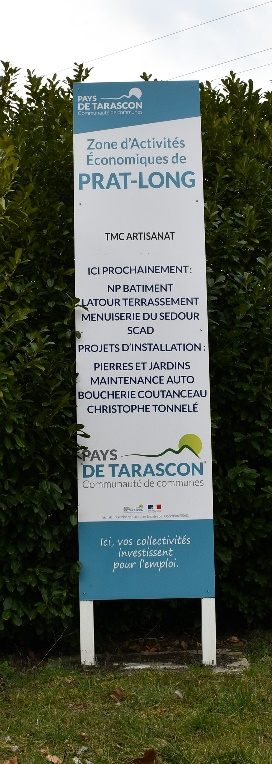 PAYS
DE TARASCON
Communauté de communes
Zone d'Activités
Économiques de
PRAT-LONG
TMC ARTISANAT
ICI PROCHAINEMENT :
NP BATIMENT
LATOUR TERRASSEMENT
MENUISERIE DU SEDOUR
SCAD
PROJETS D'INSTALLATION :
PIERRES ET JARDINS
MAINTENANCE AUTO
BOUCHERIE COUTANCEAU
CHRISTOPHE TONNELÉ
PAYS
DE TARASCON
Communauté de communes
Ici, vos collectivités
investissent
pour l'emploi.